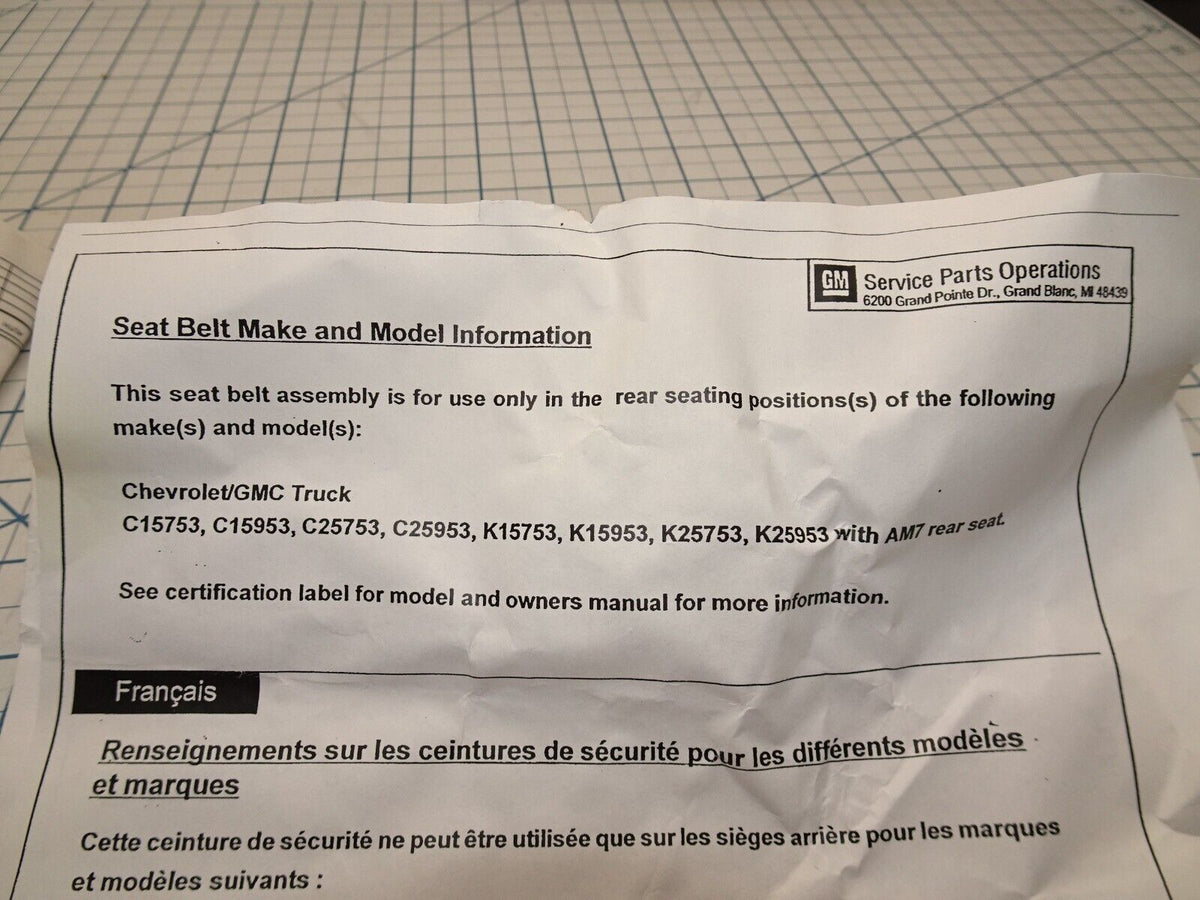 GM Service Parts Operations
6200 Grand Pointe Dr., Grand Blanc, MI 48439
Seat Belt Make and Model Information
This seat belt assembly is for use only in the rear seating positions(s) of the following
make(s) and model(s):
Chevrolet/GMC Truck
C15753, C15953, C25753, C25953, K15753, K15953, K25753, K25953 with AM7 rear seat.
See certification label for model and owners manual for more information.
Français
Renseignements sur les ceintures de sécurité pour les différents modèles
et marques
Cette ceinture de sécurité ne peut être utilisée que sur les sièges arrière pour les marques
et modèles suivants :